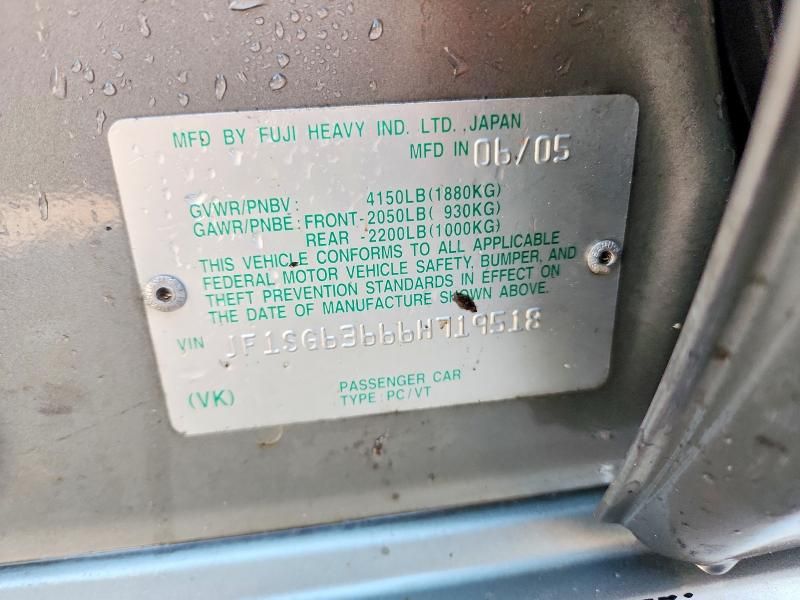 MFD BY FUJI HEAVY IND. LTD., JAPAN
MFD IN 06/05
GVWR/PNBV: 4150LB(1880KG)
GAWR/PNBE: FRONT-2050LB( 930KG)
REAR -2200LB(1000KG)
THIS VEHICLE CONFORMS TO ALL APPLICABLE
FEDERAL MOTOR VEHICLE SAFETY, BUMPER, AND
THEFT PREVENTION STANDARDS IN EFFECT ON
THE DATE OF MANUFACTURE SHOWN ABOVE.
VIN JF1SG63666H719518
(VK) PASSENGER CAR
TYPE:PC/VT